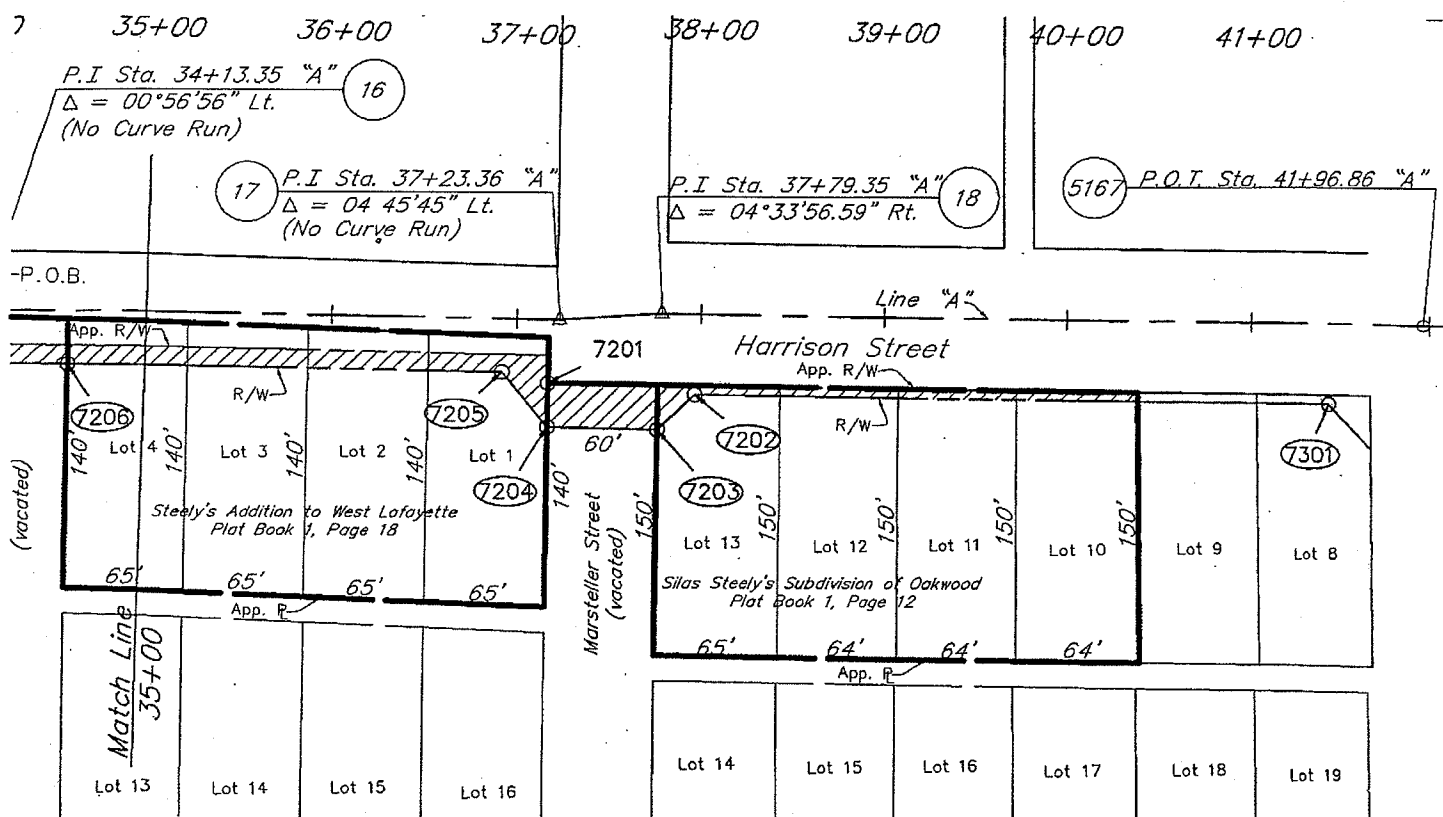 35+00 36+00 37+00 38+00 39+00 40+00 41+00
P.I Sta. 34+13.35 "A"
Δ = 00°56'56" Lt.
(No Curve Run)
16
17
P.I Sta. 37+23.36 "A"
Δ = 04 45'45" Lt.
(No Curve Run)
P.I Sta. 37+79.35 "A"
Δ = 04°33'56.59" Rt.
18
5167
P.O.T. Sta. 41+96.86 "A"
-P.O.B.
Line "A"
App. R/W
7201
Harrison Street
App. R/W
R/W
7206
7205
R/W
7202
60'
7301
(vacated)
140'
Lot 4
140'
Lot 3
140'
Lot 2
140'
Lot 1
7204
140'
7203
Marsteller Street
(vacated)
150'
Lot 13
150'
Lot 12
150'
Lot 11
150'
Lot 10
150'
Lot 9
Lot 8
Steely's Addition to West Lafayette
Plat Book 1, Page 18
Silas Steely's Subdivision of Oakwood
Plat Book 1, Page 12
65' 65' 65' 65'
App. PL
65' 64' 64' 64'
App. PL
Match Line
35+00
Lot 13 Lot 14 Lot 15 Lot 16
Lot 14 Lot 15 Lot 16 Lot 17 Lot 18 Lot 19